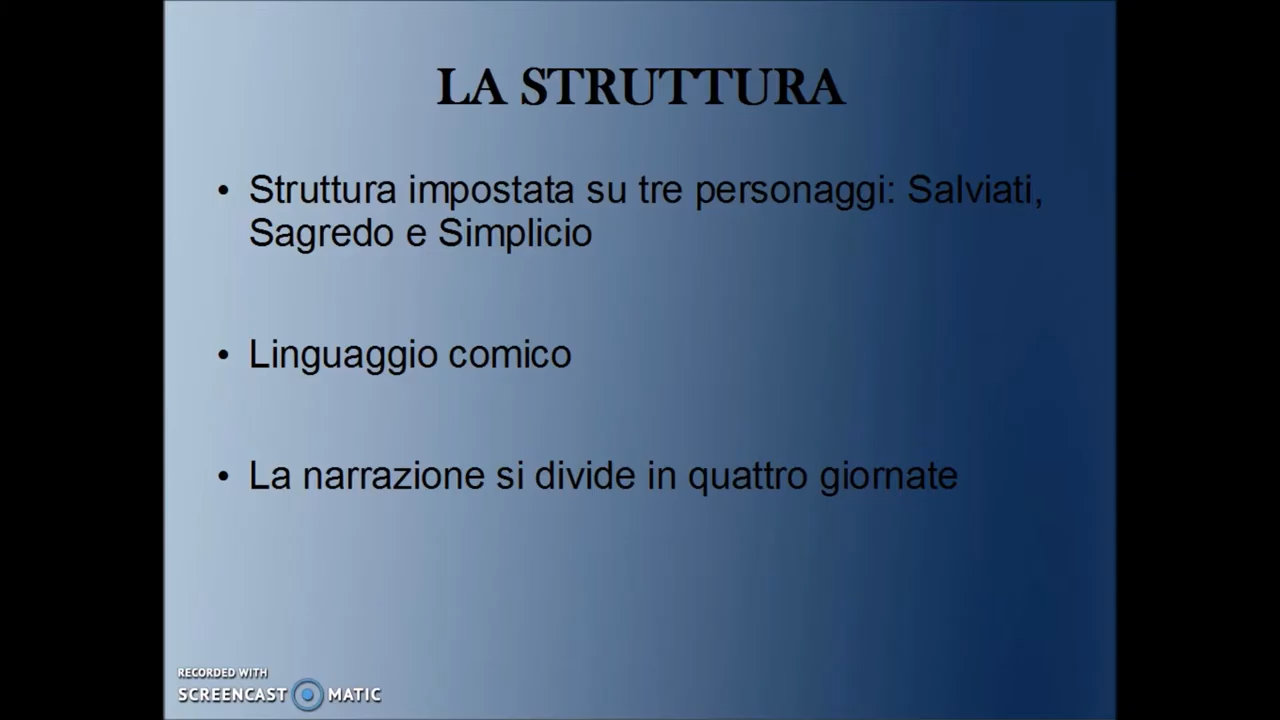 LA STRUTTURA
• Struttura impostata su tre personaggi: Salviati,
Sagredo e Simplicio
• Linguaggio comico
• La narrazione si divide in quattro giornate
RECORDED WITH
SCREENCAST MATIC